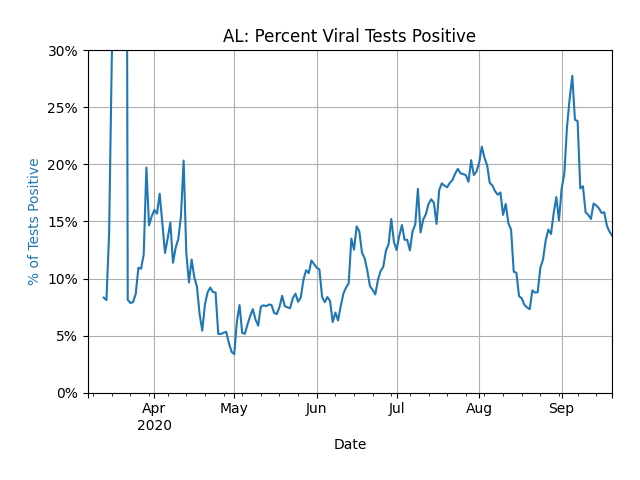 AL: Percent Viral Tests Positive
30%
25%
20%
15%
10%
5%
0%
% of Tests Positive
Apr May Jun Jul Aug Sep
2020
Date